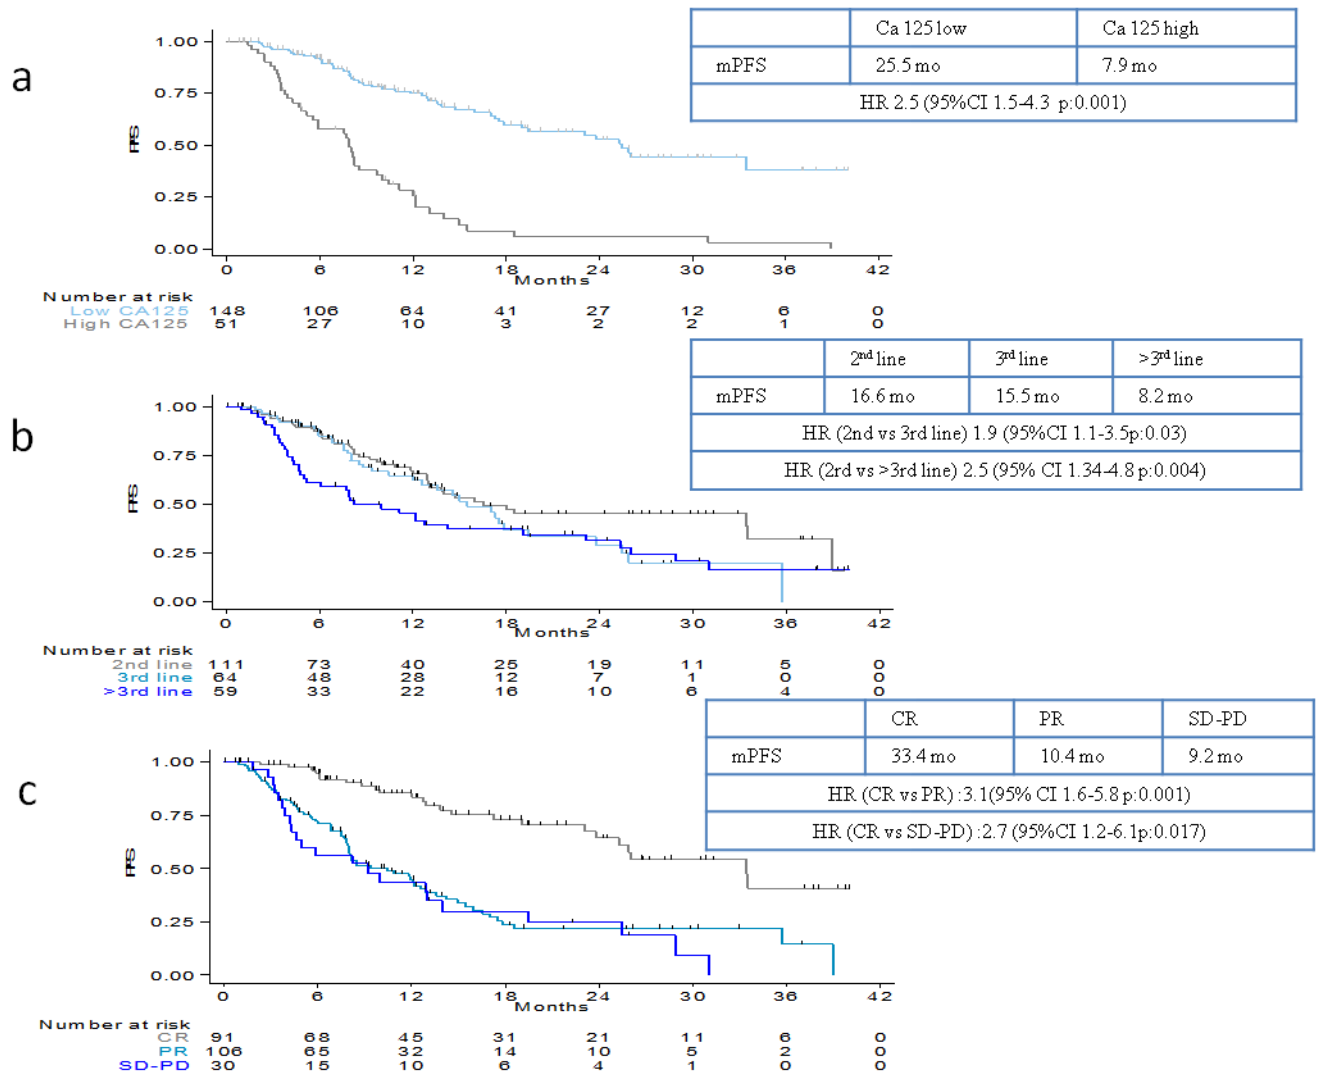 a
Ca 125 low Ca 125 high
mPFS 25.5 mo 7.9 mo
HR 2.5 (95%CI 1.5-4.3 p:0.001)
PFS
1.00
0.75
0.50
0.25
0.00
0 6 12 18 24 30 36 42
Months
Number at risk
Low CA125 148 106 64 41 27 12 6 0
High CA125 51 27 10 3 2 2 1 0
b
2nd line 3rd line >3rd line
mPFS 16.6 mo 15.5 mo 8.2 mo
HR (2nd vs 3rd line) 1.9 (95%CI 1.1-3.5p:0.03)
HR (2rd vs >3rd line) 2.5 (95% CI 1.34-4.8 p:0.004)
PFS
1.00
0.75
0.50
0.25
0.00
0 6 12 18 24 30 36 42
Months
Number at risk
2nd line 111 73 40 25 19 11 5 0
3rd line 64 48 28 12 7 1 0 0
>3rd line 59 33 22 16 10 6 4 0
c
CR PR SD-PD
mPFS 33.4 mo 10.4 mo 9.2 mo
HR (CR vs PR) :3.1(95% CI 1.6-5.8 p:0.001)
HR (CR vs SD-PD) :2.7 (95%CI 1.2-6.1p:0.017)
PFS
1.00
0.75
0.50
0.25
0.00
0 6 12 18 24 30 36 42
Months
Number at risk
CR 91 68 45 31 21 11 6 0
PR 106 65 32 14 10 5 2 0
SD-PD 30 15 10 6 4 1 0 0